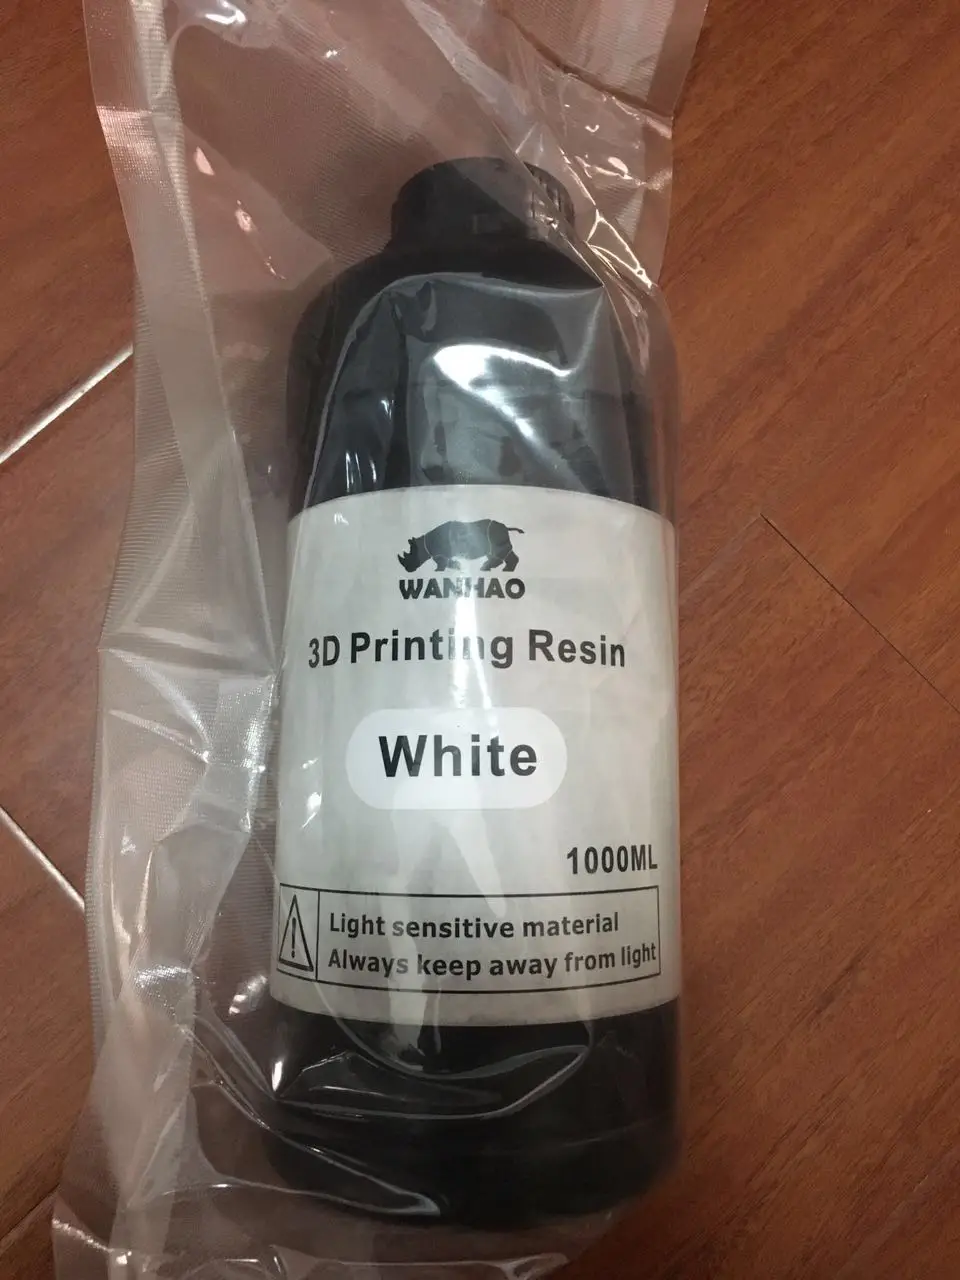 WANHAO
3D Printing Resin
White
1000ML
Light sensitive material
Always keep away from light